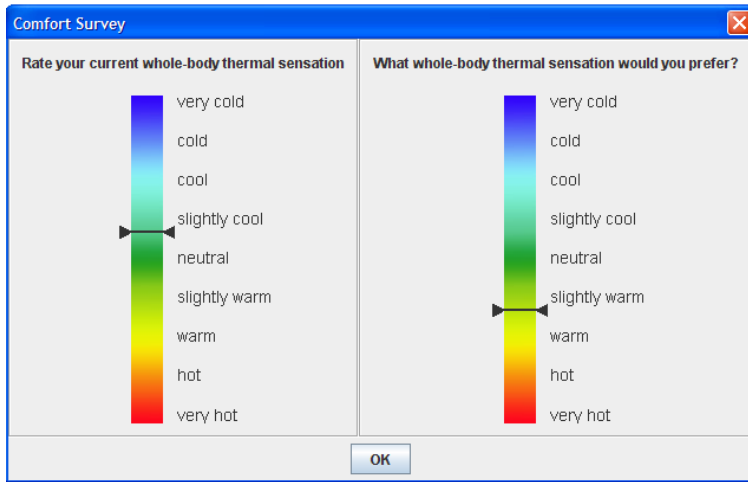 Comfort Survey
Rate your current whole-body thermal sensation
very cold
cold
cool
slightly cool
neutral
slightly warm
warm
hot
very hot
What whole-body thermal sensation would you prefer?
very cold
cold
cool
slightly cool
neutral
slightly warm
warm
hot
very hot
OK